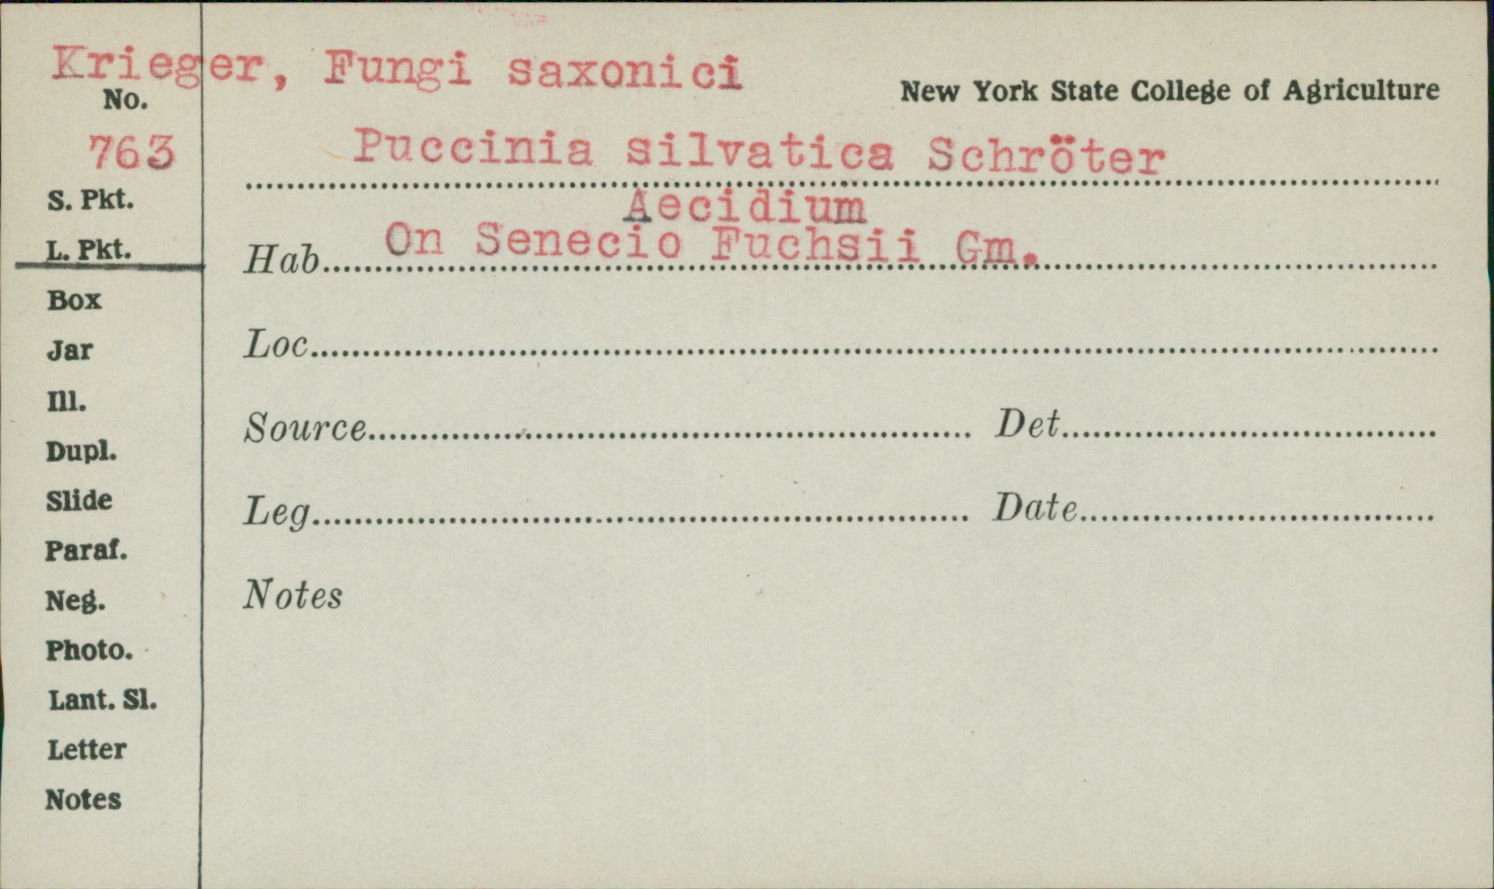 Krieger, Fungi saxonici
No.
New York State College of Agriculture
763
Puccinia silvatica Schröter
S. Pkt.
Aecidium
L. Pkt.
Hab. On Senecio Fuchsii Gm.
Box
Jar
Loc.
Ill.
Source Det.
Dupl.
Slide
Leg. Date
Paraf.
Neg.
Notes
Photo.
Lant. Sl.
Letter
Notes